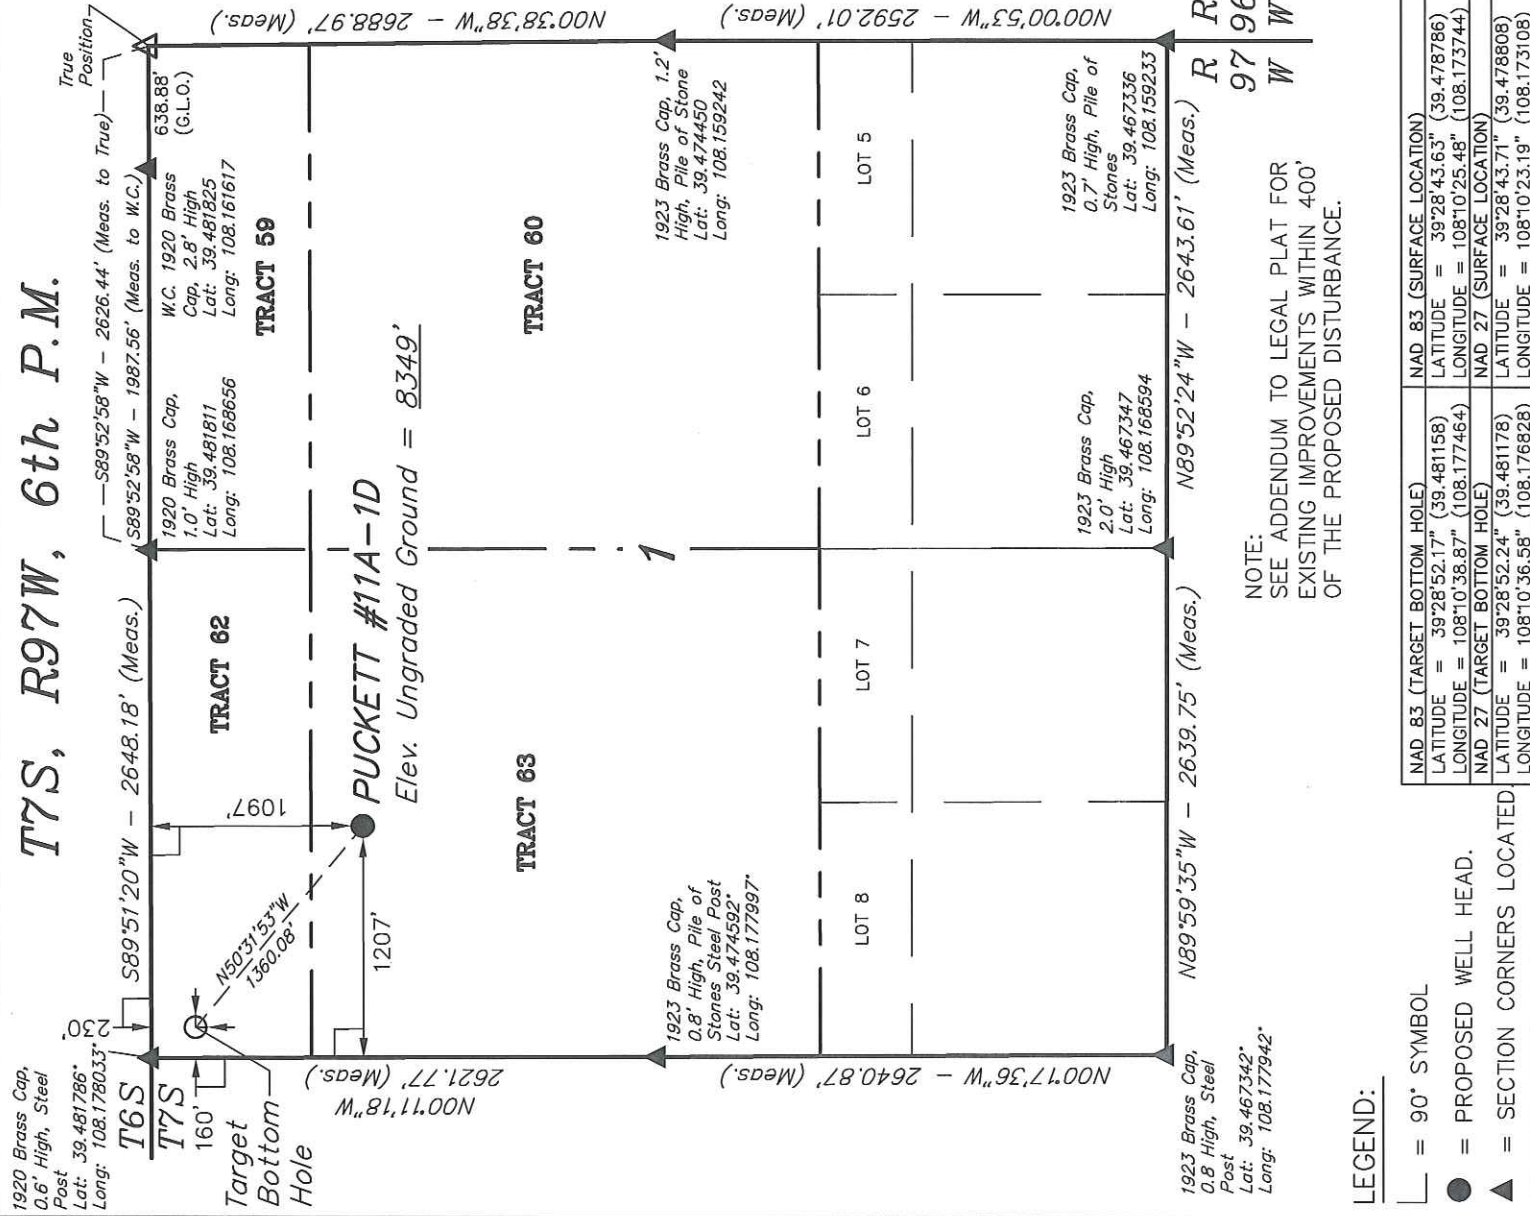 T7S, R97W, 6th P.M.
1920 Brass Cap,
0.6' High, Steel
Post
Lat: 39.481786°
Long: 108.178033°
T6S
T7S
160'
230'
Target
Bottom
Hole
S89°51'20"W – 2648.18' (Meas.)
S89°52'58"W – 2626.44' (Meas. to True)
S89°52'58"W – 1987.56' (Meas. to W.C.)
True
Position
638.88'
(G.L.O.)
1920 Brass Cap,
1.0' High
Lat: 39.481811
Long: 108.168656
W.C. 1920 Brass
Cap, 2.8' High
Lat: 39.481825
Long: 108.161617
TRACT 62
TRACT 59
N50°31'53"W
1360.08'
1097'
1207'
PUCKETT #11A-1D
Elev. Ungraded Ground = 8349'
TRACT 63
TRACT 60
1
N00°11'18"W
2621.77' (Meas.)
N00°38'38"W – 2688.97' (Meas.)
1923 Brass Cap,
0.8' High, Pile of
Stones Steel Post
Lat: 39.474592°
Long: 108.177997°
1923 Brass Cap, 1.2'
High, Pile of Stone
Lat: 39.474450
Long: 108.159242
LOT 8
LOT 7
LOT 6
LOT 5
N00°17'36"W – 2640.87' (Meas.)
N00°00'53"W – 2592.01' (Meas.)
1923 Brass Cap,
2.0' High
Lat: 39.467347
Long: 108.168594
1923 Brass Cap,
0.7' High, Pile of
Stones
Lat: 39.467336
Long: 108.159233
1923 Brass Cap,
0.8 High, Steel
Post
Lat: 39.467342°
Long: 108.177942°
N89°59'35"W – 2639.75' (Meas.)
N89°52'24"W – 2643.61' (Meas.)
R R
97 96
W W
NOTE:
SEE ADDENDUM TO LEGAL PLAT FOR
EXISTING IMPROVEMENTS WITHIN 400'
OF THE PROPOSED DISTURBANCE.
LEGEND:
= 90° SYMBOL
= PROPOSED WELL HEAD.
= SECTION CORNERS LOCATED.
NAD 83 (TARGET BOTTOM HOLE)
LATITUDE = 39°28'52.17" (39.481158)
LONGITUDE = 108°10'38.87" (108.177464)
NAD 27 (TARGET BOTTOM HOLE)
LATITUDE = 39°28'52.24" (39.481178)
LONGITUDE = 108°10'36.58" (108.176828)
NAD 83 (SURFACE LOCATION)
LATITUDE = 39°28'43.63" (39.478786)
LONGITUDE = 108°10'25.48" (108.173744)
NAD 27 (SURFACE LOCATION)
LATITUDE = 39°28'43.71" (39.478808)
LONGITUDE = 108°10'23.19" (108.173108)